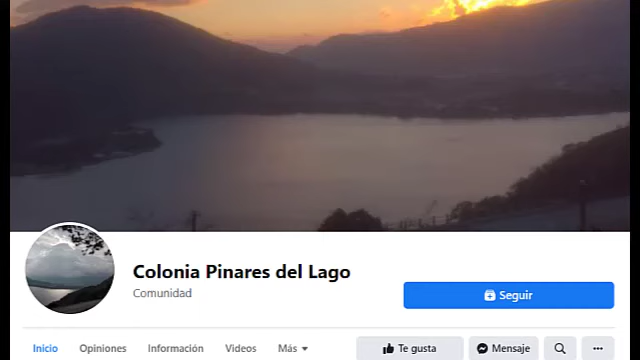 Colonia Pinares del Lago
Comunidad
Seguir
Inicio Opiniones Información Videos Más Te gusta Mensaje